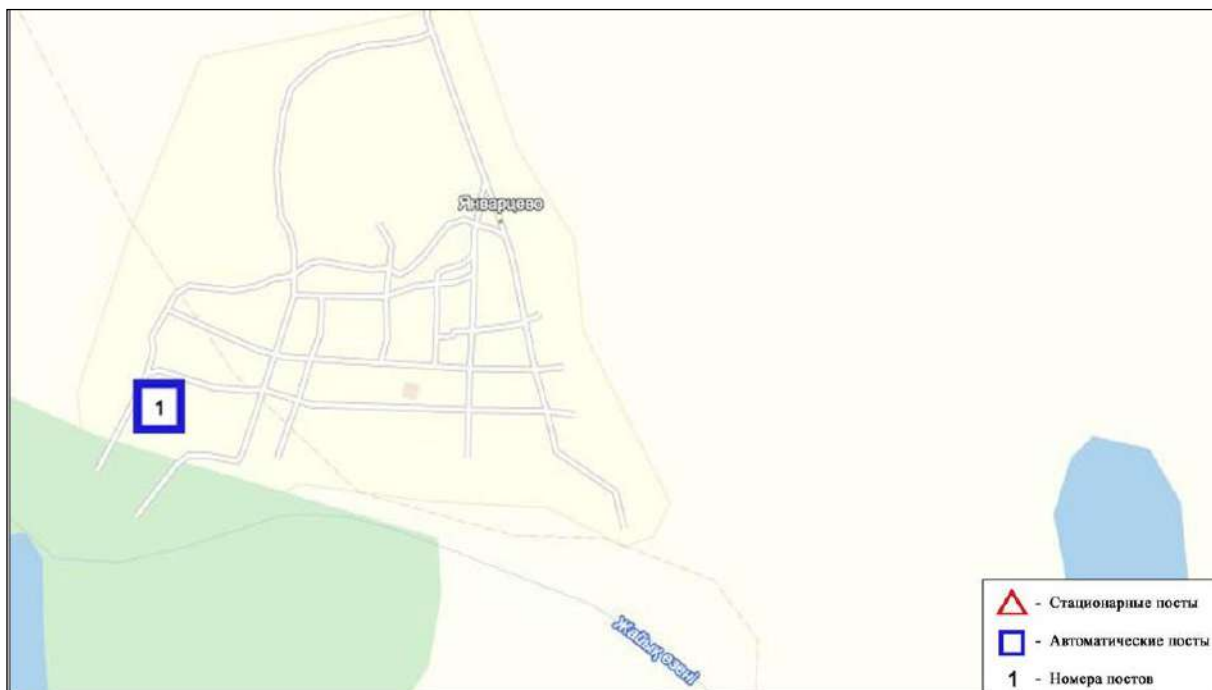 Январцево
1
Жайық өзені
- Стационарные посты
- Автоматические посты
1 - Номера постов